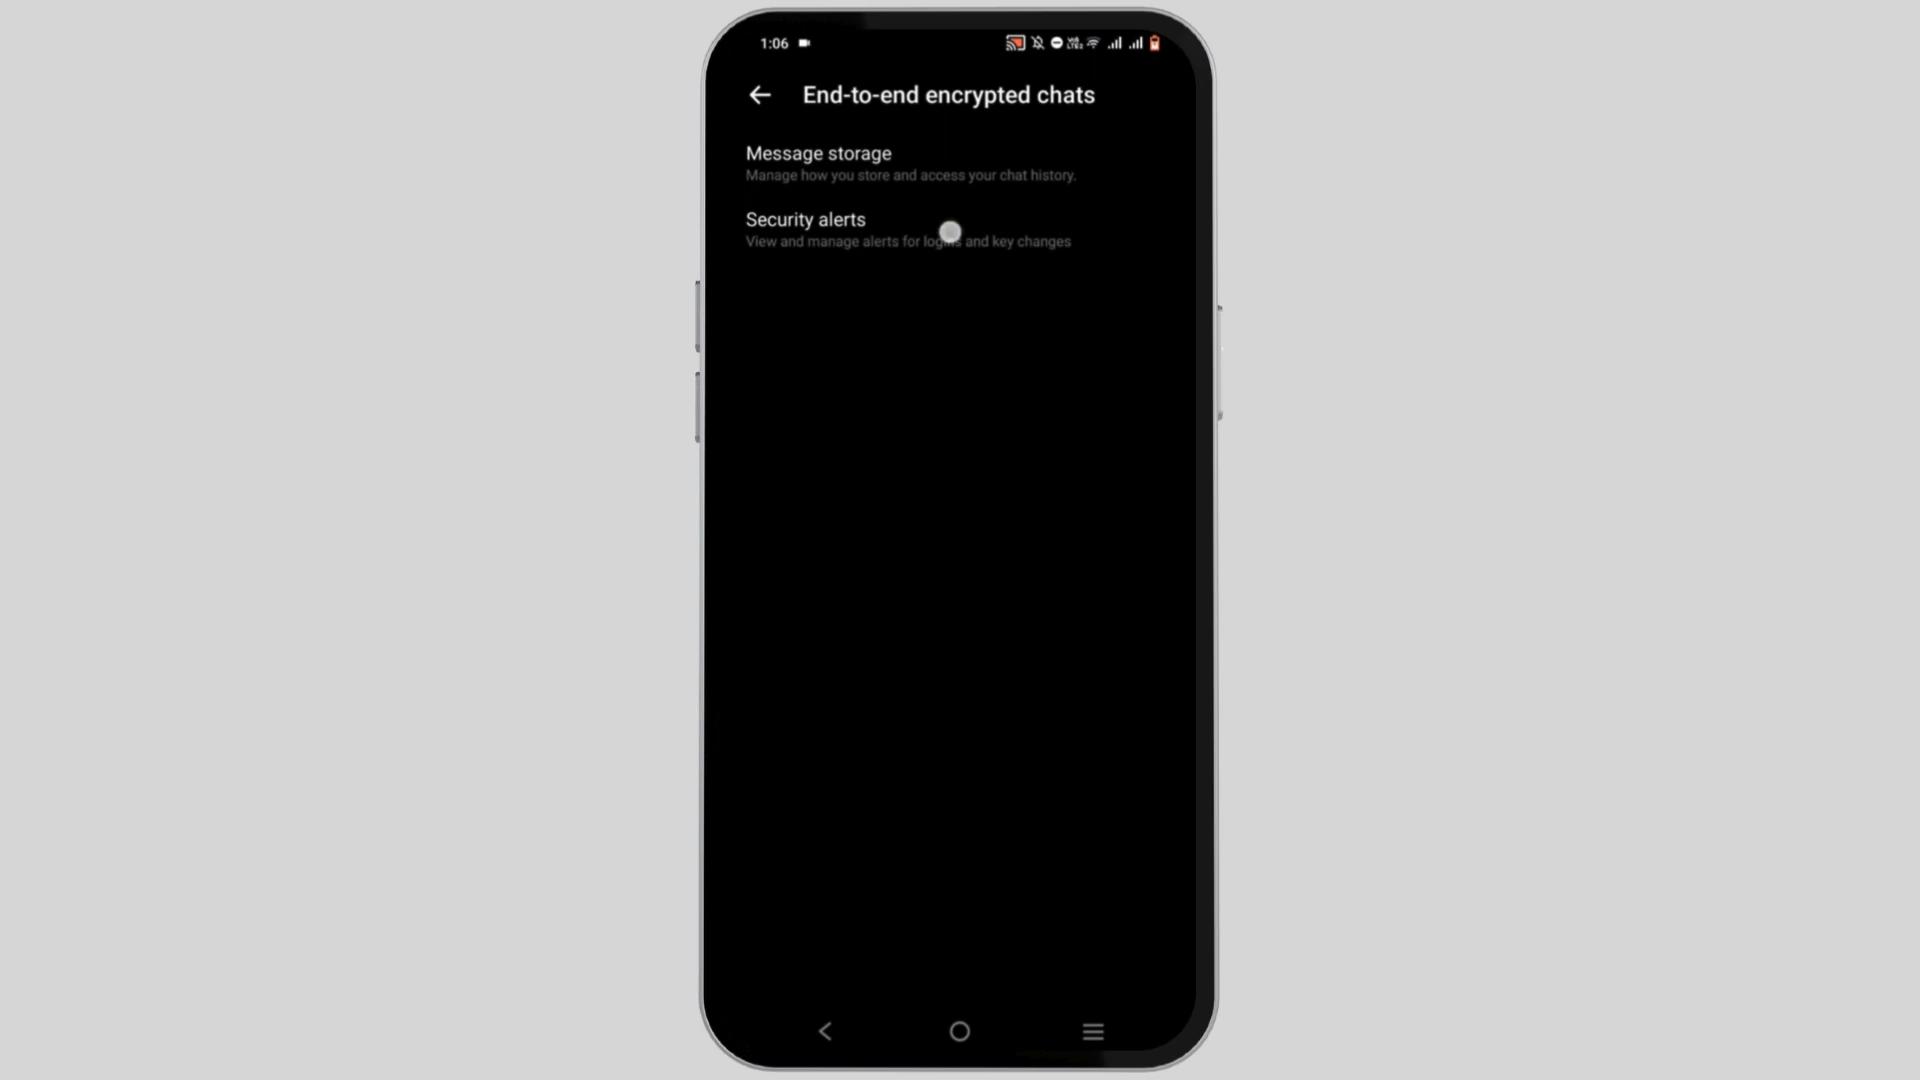 1:06
End-to-end encrypted chats
Message storage
Manage how you store and access your chat history.
Security alerts
View and manage alerts for logins and key changes